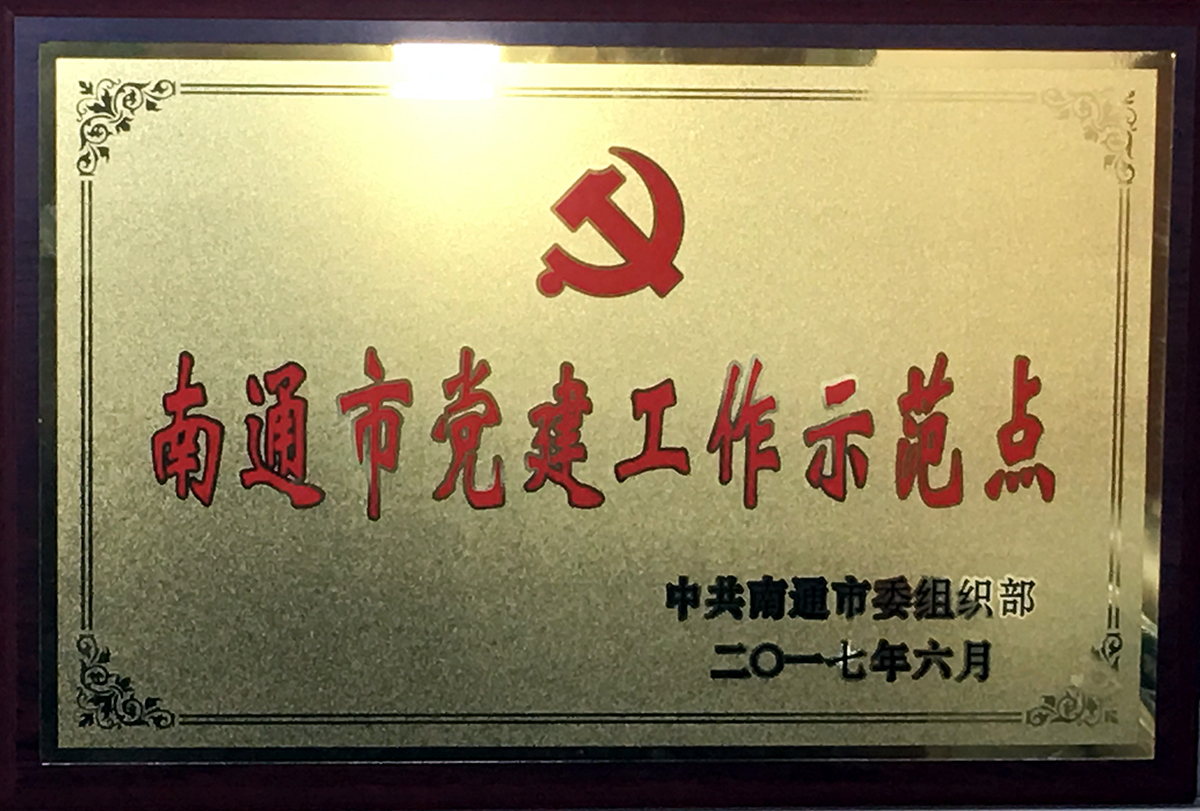 南通市党建工作示范点
中共南通市委组织部
二〇一七年六月